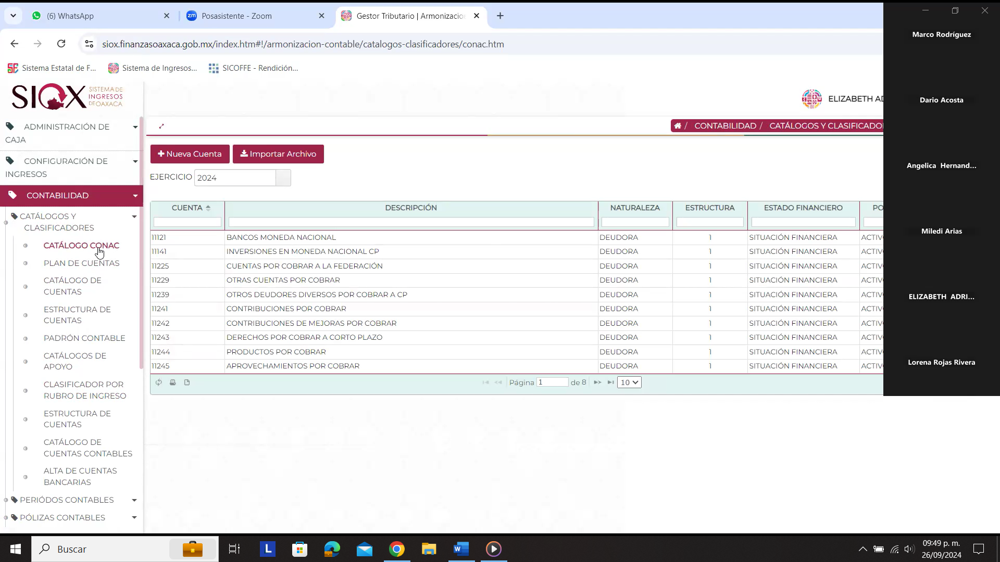 (6) WhatsApp
zm Posasistente - Zoom
Gestor Tributario | Armonizacio
siox.finanzasoaxaca.gob.mx/index.htm#!/armonizacion-contable/catalogos-clasificadores/conac.htm
Sistema Estatal de F...
Sistema de Ingresos...
SICOFFE - Rendición...
SIOX SISTEMA DE
INGRESOS
DE OAXACA
ELIZABETH AD
ADMINISTRACIÓN DE
CAJA
CONFIGURACIÓN DE
INGRESOS
CONTABILIDAD
CATÁLOGOS Y
CLASIFICADORES
CATÁLOGO CONAC
PLAN DE CUENTAS
CATÁLOGO DE
CUENTAS
ESTRUCTURA DE
CUENTAS
PADRÓN CONTABLE
CATÁLOGOS DE
APOYO
CLASIFICADOR POR
RUBRO DE INGRESO
ESTRUCTURA DE
CUENTAS
CATÁLOGO DE
CUENTAS CONTABLES
ALTA DE CUENTAS
BANCARIAS
PERIÓDOS CONTABLES
PÓLIZAS CONTABLES
/ CONTABILIDAD / CATÁLOGOS Y CLASIFICADO
+ Nueva Cuenta Importar Archivo
EJERCICIO 2024
CUENTA DESCRIPCIÓN NATURALEZA ESTRUCTURA ESTADO FINANCIERO PO
11121 BANCOS MONEDA NACIONAL DEUDORA 1 SITUACIÓN FINANCIERA ACTIV
11141 INVERSIONES EN MONEDA NACIONAL CP DEUDORA 1 SITUACIÓN FINANCIERA ACTIV
11225 CUENTAS POR COBRAR A LA FEDERACIÓN DEUDORA 1 SITUACIÓN FINANCIERA ACTIV
11229 OTRAS CUENTAS POR COBRAR DEUDORA 1 SITUACIÓN FINANCIERA ACTIV
11239 OTROS DEUDORES DIVERSOS POR COBRAR A CP DEUDORA 1 SITUACIÓN FINANCIERA ACTIV
11241 CONTRIBUCIONES POR COBRAR DEUDORA 1 SITUACIÓN FINANCIERA ACTIV
11242 CONTRIBUCIONES DE MEJORAS POR COBRAR DEUDORA 1 SITUACIÓN FINANCIERA ACTIV
11243 DERECHOS POR COBRAR A CORTO PLAZO DEUDORA 1 SITUACIÓN FINANCIERA ACTIV
11244 PRODUCTOS POR COBRAR DEUDORA 1 SITUACIÓN FINANCIERA ACTIV
11245 APROVECHAMIENTOS POR COBRAR DEUDORA 1 SITUACIÓN FINANCIERA ACTIV
Página 1 de 8 10
Marco Rodríguez
Dario Acosta
Angelica Hernand...
Miledi Arias
ELIZABETH ADRI...
Lorena Rojas Rivera
Buscar
L
W
09:49 p. m.
26/09/2024